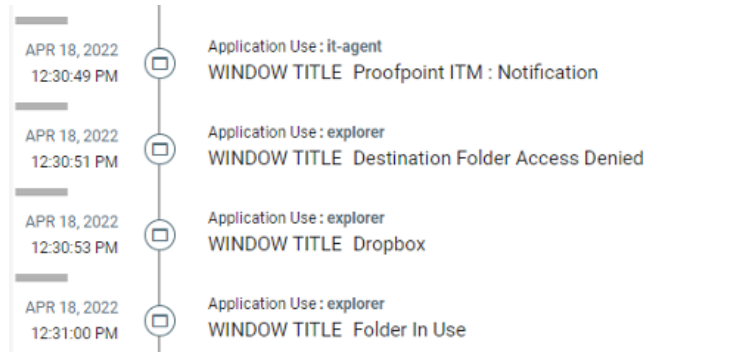 APR 18, 2022
12:30:49 PM
Application Use : it-agent
WINDOW TITLE Proofpoint ITM : Notification
APR 18, 2022
12:30:51 PM
Application Use : explorer
WINDOW TITLE Destination Folder Access Denied
APR 18, 2022
12:30:53 PM
Application Use : explorer
WINDOW TITLE Dropbox
APR 18, 2022
12:31:00 PM
Application Use : explorer
WINDOW TITLE Folder In Use